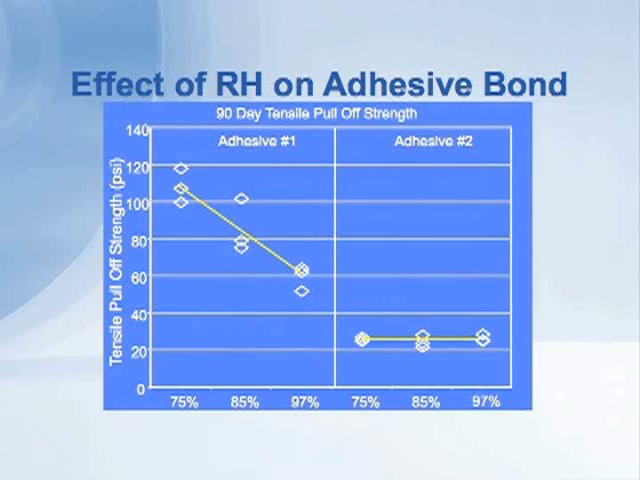 Effect of RH on Adhesive Bond
90 Day Tensile Pull Off Strength
Adhesive #1 Adhesive #2
Tensile Pull Off Strength (psi)
140
120
100
80
60
40
20
0
75% 85% 97% 75% 85% 97%